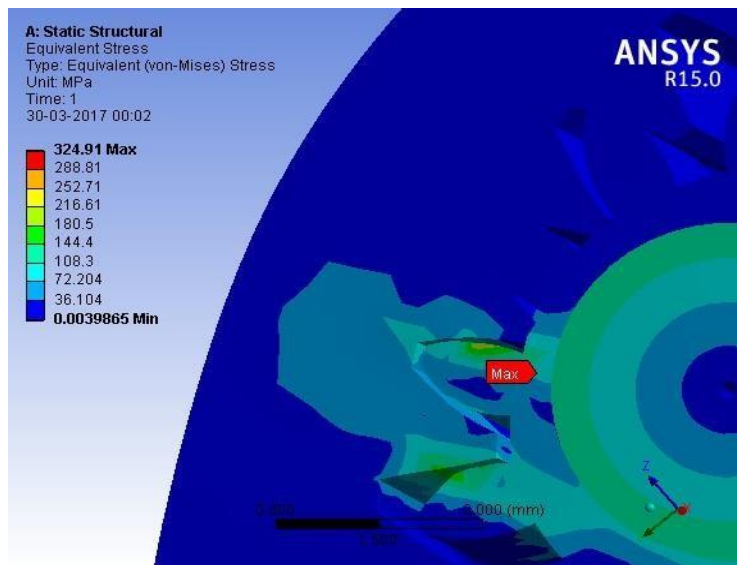 A: Static Structural
Equivalent Stress
Type: Equivalent (von-Mises) Stress
Unit: MPa
Time: 1
30-03-2017 00:02
ANSYS
R15.0
324.91 Max
288.81
252.71
216.61
180.5
144.4
108.3
72.204
36.104
0.0039865 Min
Max
Z
X
(mm)